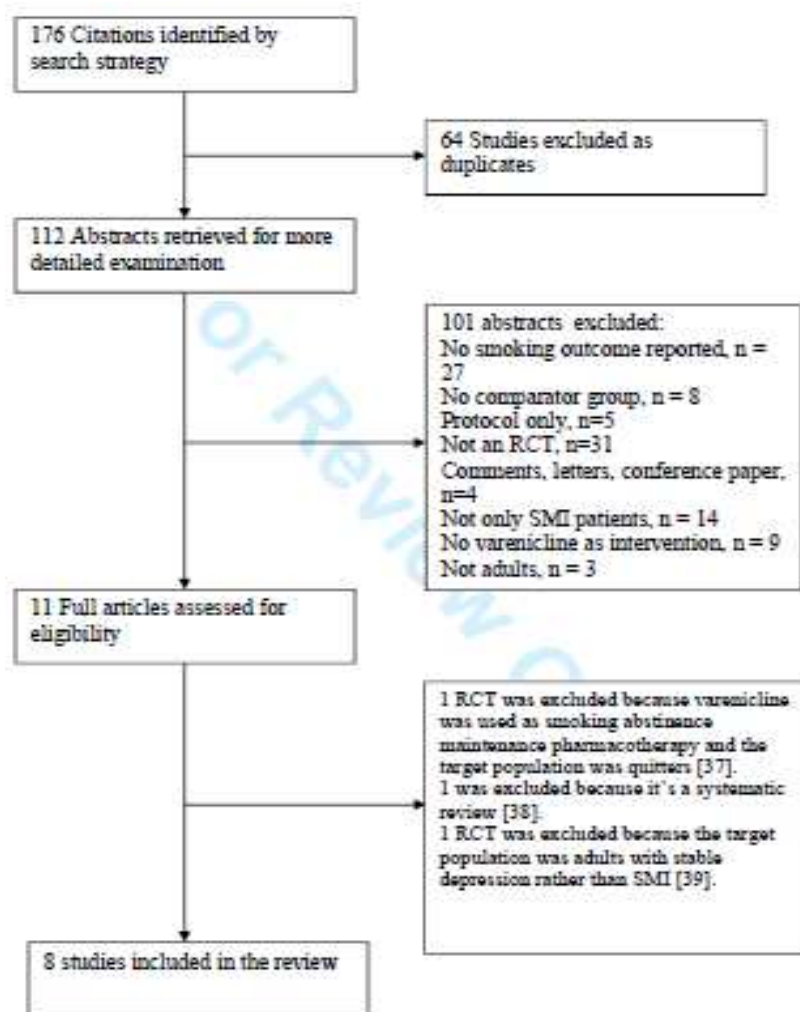 176 Citations identified by
search strategy
64 Studies excluded as
duplicates
112 Abstracts retrieved for more
detailed examination
101 abstracts excluded:
No smoking outcome reported, n =
27
No comparator group, n = 8
Protocol only, n=5
Not an RCT, n=31
Comments, letters, conference paper,
n=4
Not only SMI patients, n = 14
No varenicline as intervention, n = 9
Not adults, n = 3
11 Full articles assessed for
eligibility
1 RCT was excluded because varenicline
was used as smoking abstinence
maintenance pharmacotherapy and the
target population was quitters [37].
1 was excluded because it`s a systematic
review [38].
1 RCT was excluded because the target
population was adults with stable
depression rather than SMI [39].
8 studies included in the review
or Review O